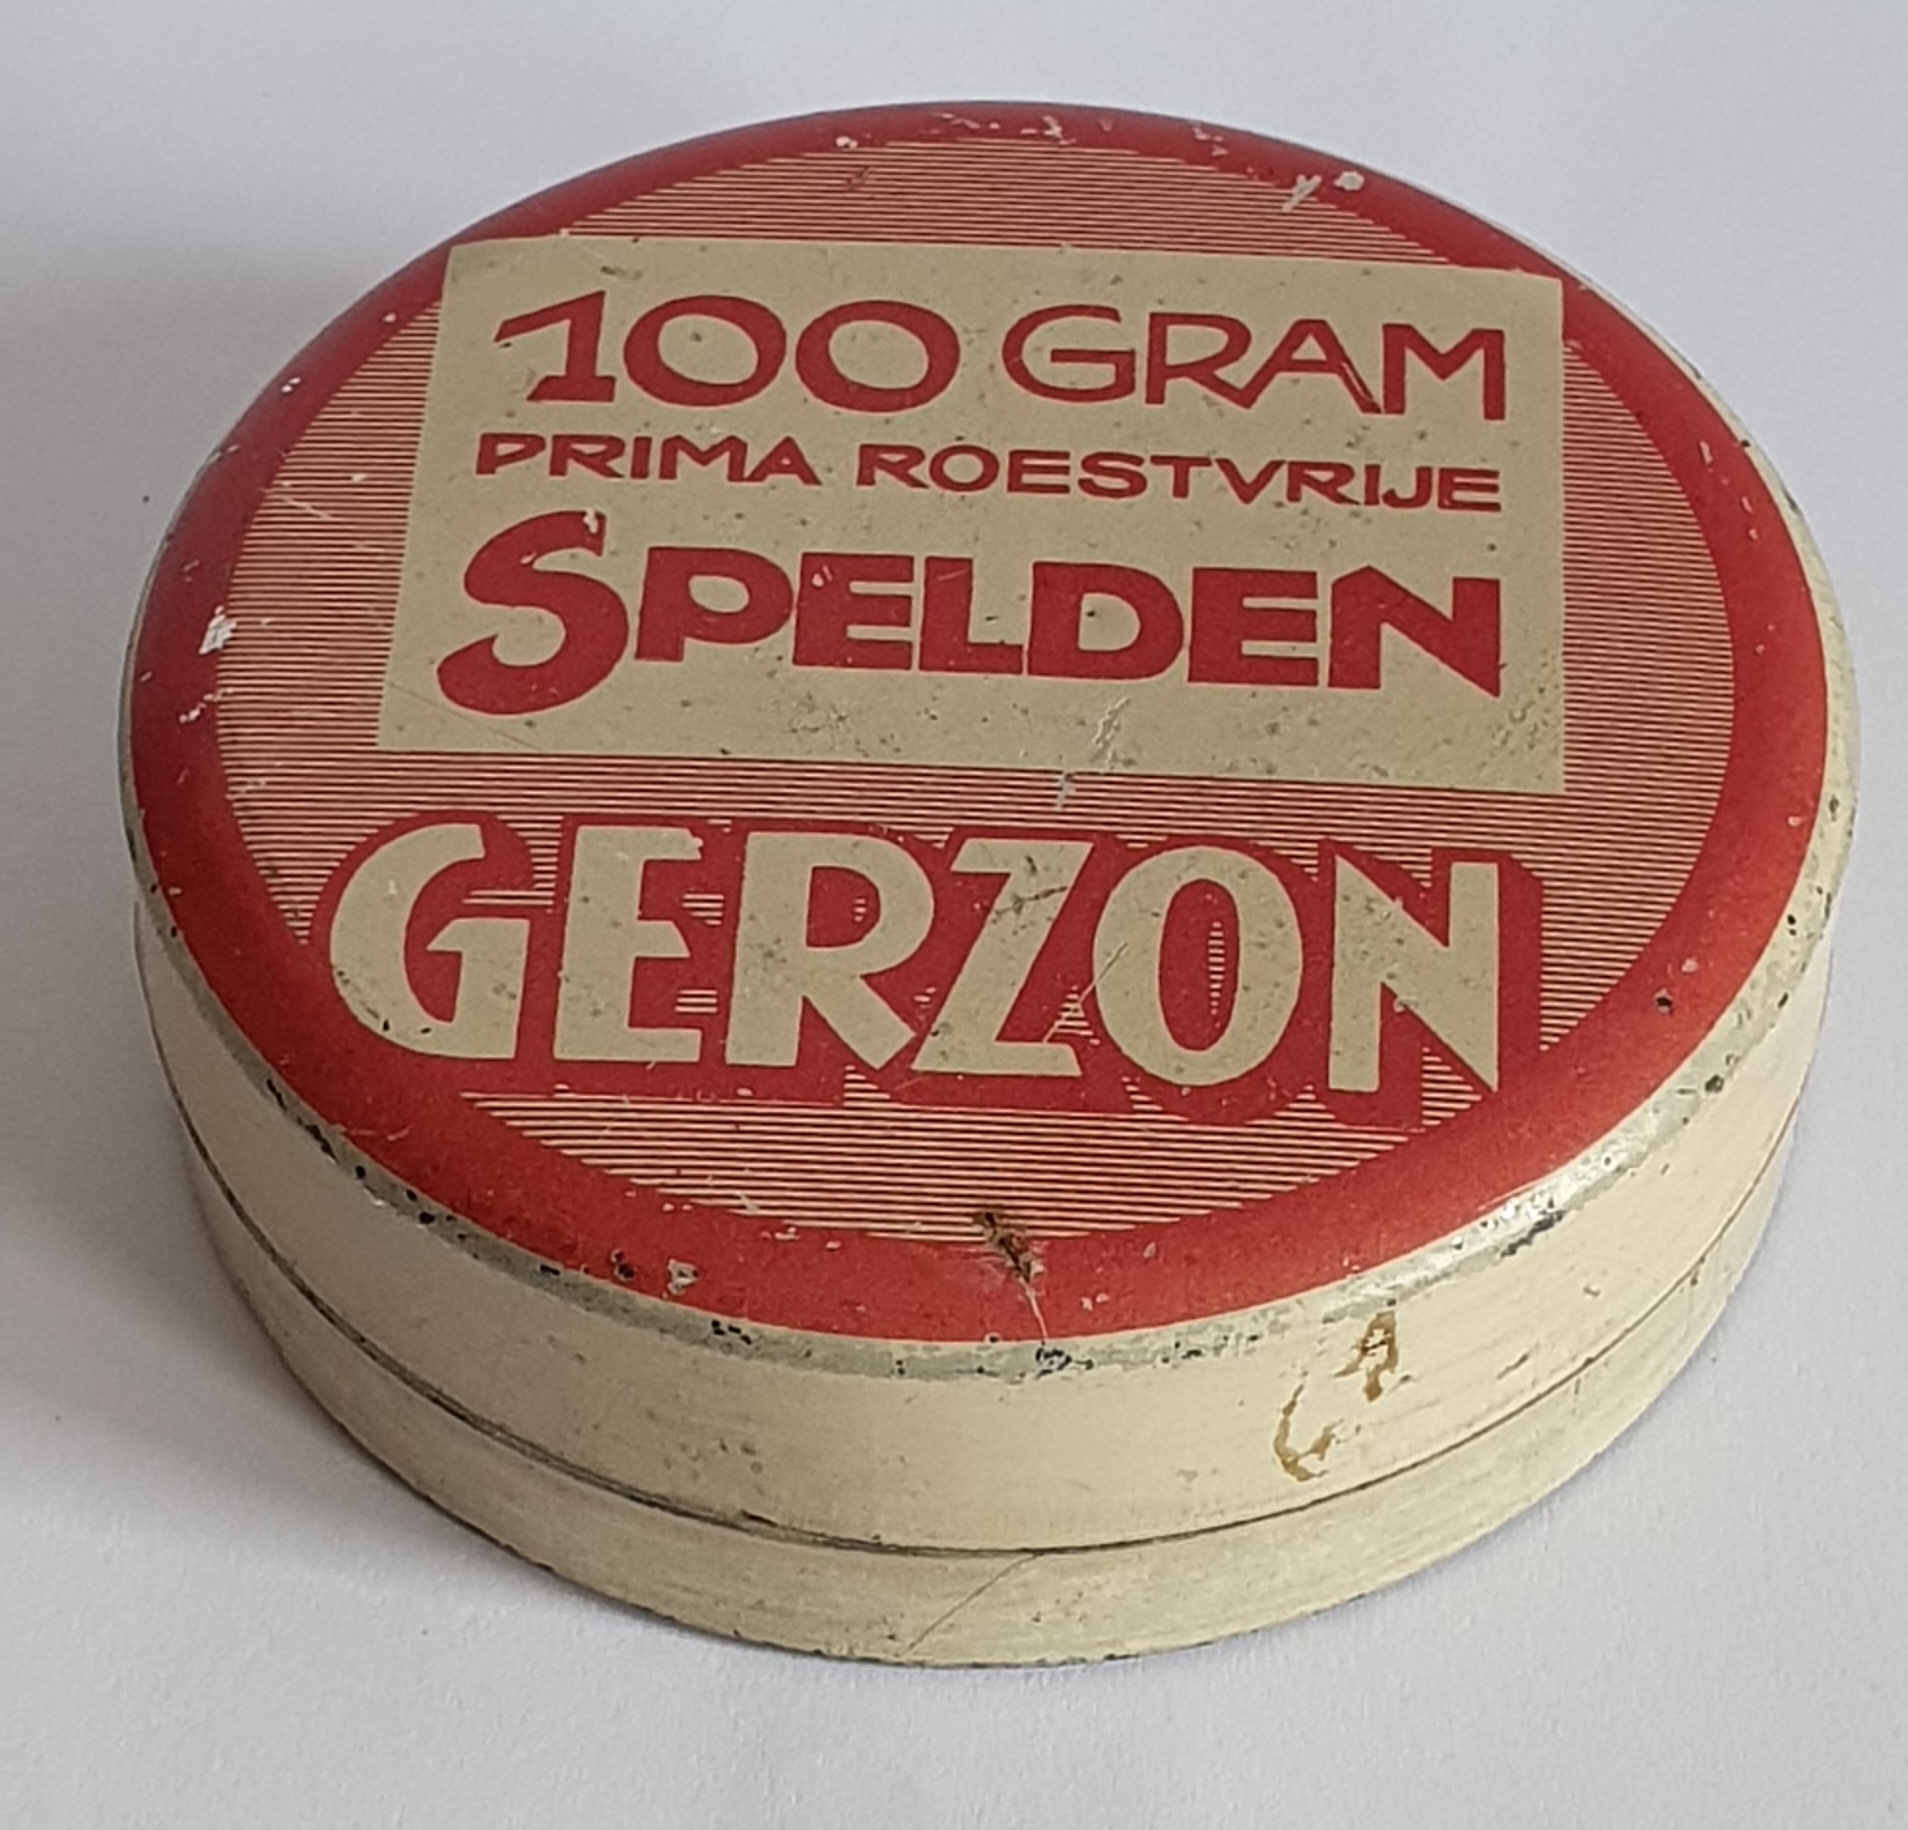 100 GRAM
PRIMA ROESTVRIJE
SPELDEN
GERZON